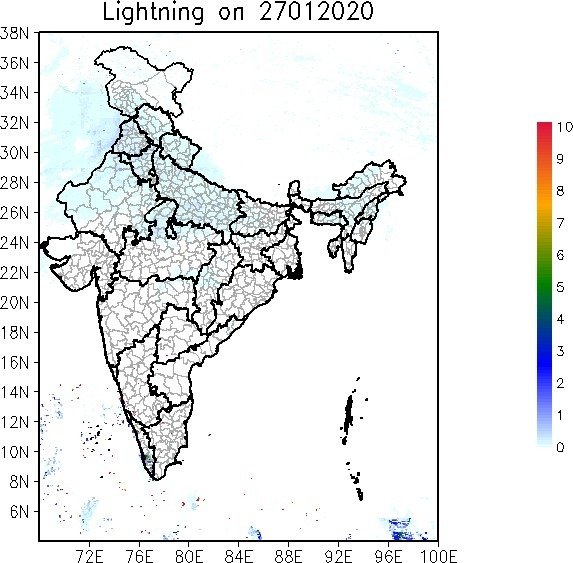 Lightning on 27012020
38N
36N
34N
32N
30N
28N
26N
24N
22N
20N
18N
16N
14N
12N
10N
8N
6N
72E 76E 80E 84E 88E 92E 96E 100E
10
9
8
7
6
5
4
3
2
1
0